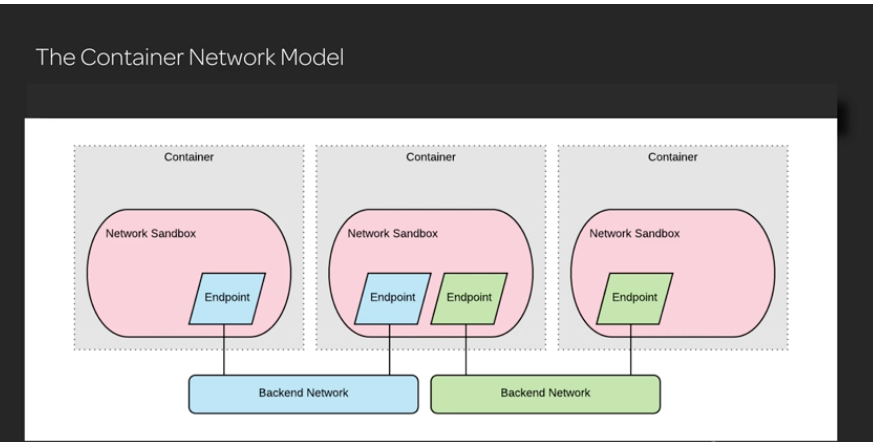 The Container Network Model
Container
Container
Container
Network Sandbox
Network Sandbox
Network Sandbox
Endpoint
Endpoint
Endpoint
Endpoint
Backend Network
Backend Network